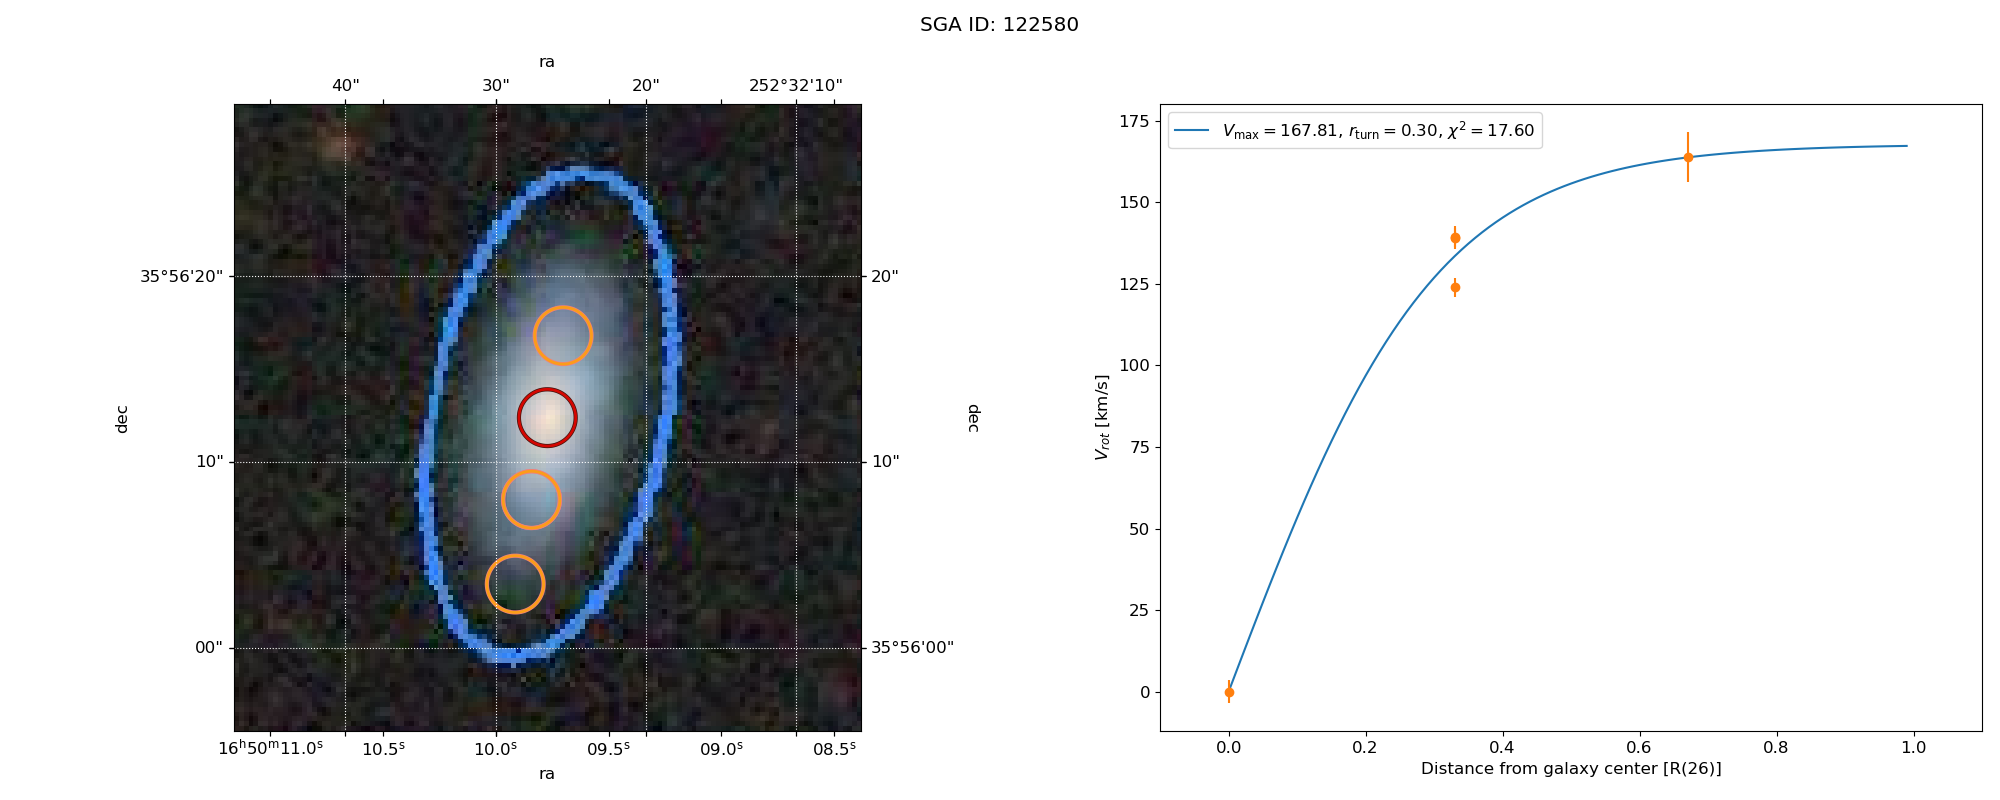 SGA ID: 122580
ra
40" 30" 20" 252°32'10"
35°56'20"
10"
00"
dec
20"
10"
35°56'00"
dec
16ʰ50ᵐ11.0ˢ 10.5ˢ 10.0ˢ 09.5ˢ 09.0ˢ 08.5ˢ
ra
V_max = 167.81, r_turn = 0.30, χ² = 17.60
175
150
125
100
75
50
25
0
V_rot [km/s]
0.0 0.2 0.4 0.6 0.8 1.0
Distance from galaxy center [R(26)]